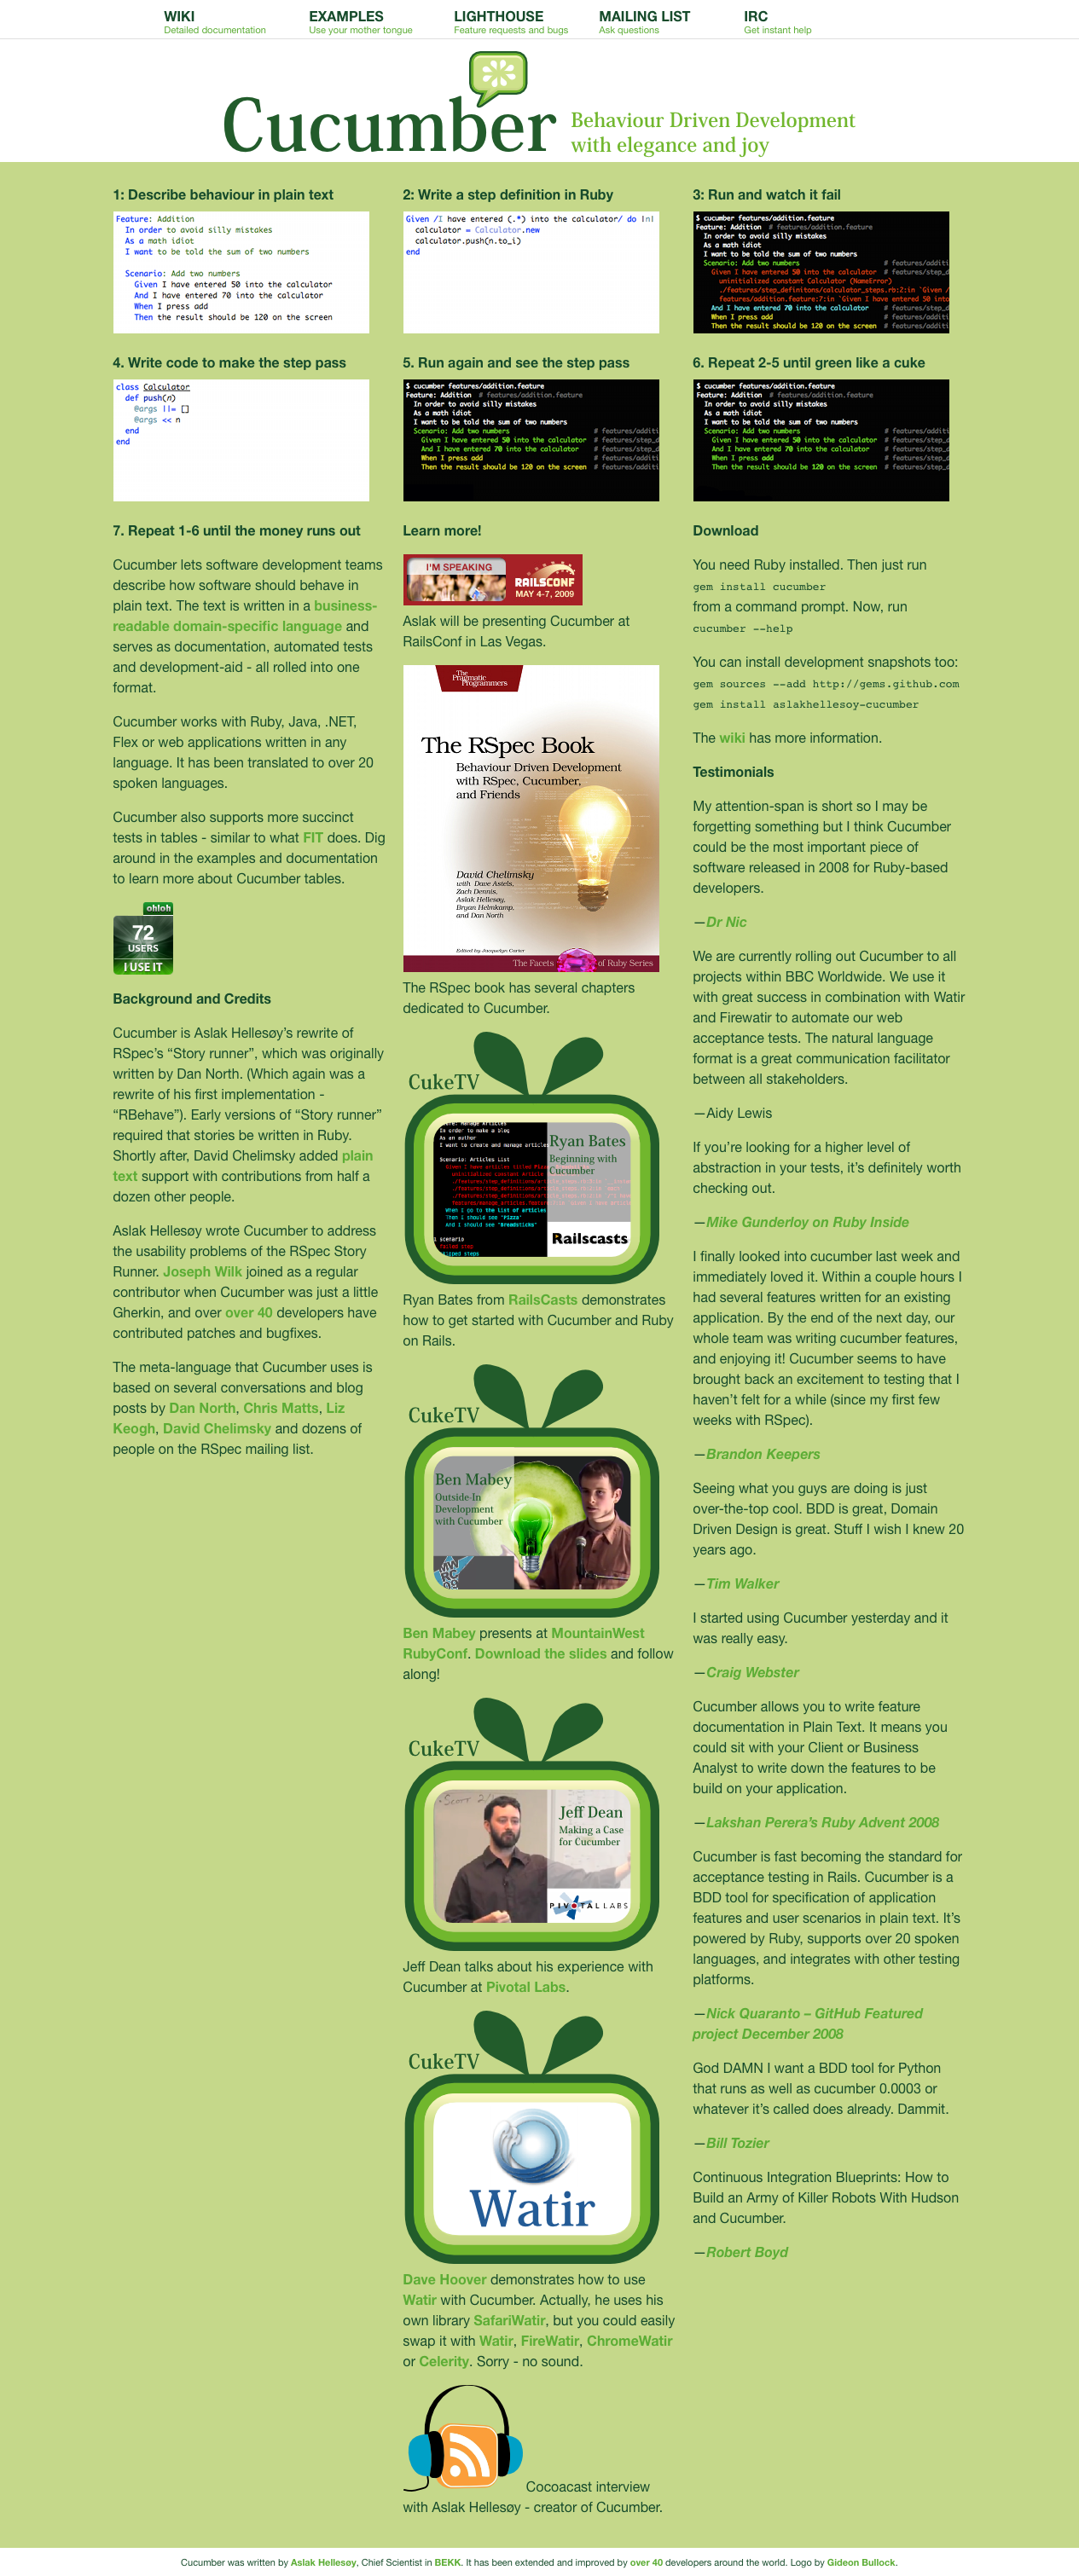 WIKI
Detailed documentation
EXAMPLES
Use your mother tongue
LIGHTHOUSE
Feature requests and bugs
MAILING LIST
Ask questions
IRC
Get instant help
Cucumber
Behaviour Driven Development
with elegance and joy
1: Describe behaviour in plain text
Feature: Addition
In order to avoid silly mistakes
As a math idiot
I want to be told the sum of two numbers
Scenario: Add two numbers
Given I have entered 50 into the calculator
And I have entered 70 into the calculator
When I press add
Then the result should be 120 on the screen
2: Write a step definition in Ruby
Given /I have entered (.*) into the calculator/ do |n|
calculator = Calculator.new
calculator.push(n.to_i)
end
3: Run and watch it fail
$ cucumber features/addition.feature
Feature: Addition # features/addition.feature
In order to avoid silly mistakes
As a math idiot
I want to be told the sum of two numbers
Scenario: Add two numbers # features/additi
Given I have entered 50 into the calculator # features/step_d
uninitialized constant Calculator (NameError)
./features/step_definitons/calculator_steps.rb:2:in `Given /
features/addition.feature:7:in `Given I have entered 50 into
And I have entered 70 into the calculator # features/step_d
When I press add # features/additi
Then the result should be 120 on the screen # features/additi
4. Write code to make the step pass
class Calculator
def push(n)
@args ||= []
@args << n
end
end
5. Run again and see the step pass
$ cucumber features/addition.feature
Feature: Addition # features/addition.feature
In order to avoid silly mistakes
As a math idiot
I want to be told the sum of two numbers
Scenario: Add two numbers # features/additi
Given I have entered 50 into the calculator # features/step_d
And I have entered 70 into the calculator # features/step_d
When I press add # features/additi
Then the result should be 120 on the screen # features/additi
6. Repeat 2-5 until green like a cuke
$ cucumber features/addition.feature
Feature: Addition # features/addition.feature
In order to avoid silly mistakes
As a math idiot
I want to be told the sum of two numbers
Scenario: Add two numbers # features/additi
Given I have entered 50 into the calculator # features/step_d
And I have entered 70 into the calculator # features/step_d
When I press add # features/step_d
Then the result should be 120 on the screen # features/step_d
7. Repeat 1-6 until the money runs out
Cucumber lets software development teams
describe how software should behave in
plain text. The text is written in a business-
readable domain-specific language and
serves as documentation, automated tests
and development-aid - all rolled into one
format.
Cucumber works with Ruby, Java, .NET,
Flex or web applications written in any
language. It has been translated to over 20
spoken languages.
Cucumber also supports more succinct
tests in tables - similar to what FIT does. Dig
around in the examples and documentation
to learn more about Cucumber tables.
ohloh
72
USERS
I USE IT
Background and Credits
Cucumber is Aslak Hellesøy’s rewrite of
RSpec’s “Story runner”, which was originally
written by Dan North. (Which again was a
rewrite of his first implementation -
“RBehave”). Early versions of “Story runner”
required that stories be written in Ruby.
Shortly after, David Chelimsky added plain
text support with contributions from half a
dozen other people.
Aslak Hellesøy wrote Cucumber to address
the usability problems of the RSpec Story
Runner. Joseph Wilk joined as a regular
contributor when Cucumber was just a little
Gherkin, and over over 40 developers have
contributed patches and bugfixes.
The meta-language that Cucumber uses is
based on several conversations and blog
posts by Dan North, Chris Matts, Liz
Keogh, David Chelimsky and dozens of
people on the RSpec mailing list.
Learn more!
I'M SPEAKING
RAILSCONF
MAY 4-7, 2009
Aslak will be presenting Cucumber at
RailsConf in Las Vegas.
The
Pragmatic
Programmers
The RSpec Book
Behaviour Driven Development
with RSpec, Cucumber,
and Friends
David Chelimsky
with Dave Astels,
Zach Dennis,
Aslak Hellesøy,
Bryan Helmkamp,
and Dan North
Edited by Jacquelyn Carter
The Facets of Ruby Series
The RSpec book has several chapters
dedicated to Cucumber.
CukeTV
In order to make a blog
As an author
I want to create and manage article
Scenario: Articles List
When I go to the list of articles
Then I should see "Pizza"
And I should see "Breadsticks"
1 scenario
Ryan Bates
Beginning with
Cucumber
Railscasts
Ryan Bates from RailsCasts demonstrates
how to get started with Cucumber and Ruby
on Rails.
CukeTV
Ben Mabey
Outside-In
Development
with Cucumber
MW
RC
09
Ben Mabey presents at MountainWest
RubyConf. Download the slides and follow
along!
CukeTV
Jeff Dean
Making a Case
for Cucumber
PIVOTAL LABS
Jeff Dean talks about his experience with
Cucumber at Pivotal Labs.
CukeTV
Watir
Dave Hoover demonstrates how to use
Watir with Cucumber. Actually, he uses his
own library SafariWatir, but you could easily
swap it with Watir, FireWatir, ChromeWatir
or Celerity. Sorry - no sound.
Cocoacast interview
with Aslak Hellesøy - creator of Cucumber.
Download
You need Ruby installed. Then just run
gem install cucumber
from a command prompt. Now, run
cucumber --help
You can install development snapshots too:
gem sources --add http://gems.github.com
gem install aslakhellesoy-cucumber
The wiki has more information.
Testimonials
My attention-span is short so I may be
forgetting something but I think Cucumber
could be the most important piece of
software released in 2008 for Ruby-based
developers.
—Dr Nic
We are currently rolling out Cucumber to all
projects within BBC Worldwide. We use it
with great success in combination with Watir
and Firewatir to automate our web
acceptance tests. The natural language
format is a great communication facilitator
between all stakeholders.
—Aidy Lewis
If you’re looking for a higher level of
abstraction in your tests, it’s definitely worth
checking out.
—Mike Gunderloy on Ruby Inside
I finally looked into cucumber last week and
immediately loved it. Within a couple hours I
had several features written for an existing
application. By the end of the next day, our
whole team was writing cucumber features,
and enjoying it! Cucumber seems to have
brought back an excitement to testing that I
haven’t felt for a while (since my first few
weeks with RSpec).
—Brandon Keepers
Seeing what you guys are doing is just
over-the-top cool. BDD is great, Domain
Driven Design is great. Stuff I wish I knew 20
years ago.
—Tim Walker
I started using Cucumber yesterday and it
was really easy.
—Craig Webster
Cucumber allows you to write feature
documentation in Plain Text. It means you
could sit with your Client or Business
Analyst to write down the features to be
build on your application.
—Lakshan Perera’s Ruby Advent 2008
Cucumber is fast becoming the standard for
acceptance testing in Rails. Cucumber is a
BDD tool for specification of application
features and user scenarios in plain text. It’s
powered by Ruby, supports over 20 spoken
languages, and integrates with other testing
platforms.
—Nick Quaranto – GitHub Featured
project December 2008
God DAMN I want a BDD tool for Python
that runs as well as cucumber 0.0003 or
whatever it’s called does already. Dammit.
—Bill Tozier
Continuous Integration Blueprints: How to
Build an Army of Killer Robots With Hudson
and Cucumber.
—Robert Boyd
Cucumber was written by Aslak Hellesøy, Chief Scientist in BEKK. It has been extended and improved by over 40 developers around the world. Logo by Gideon Bullock.